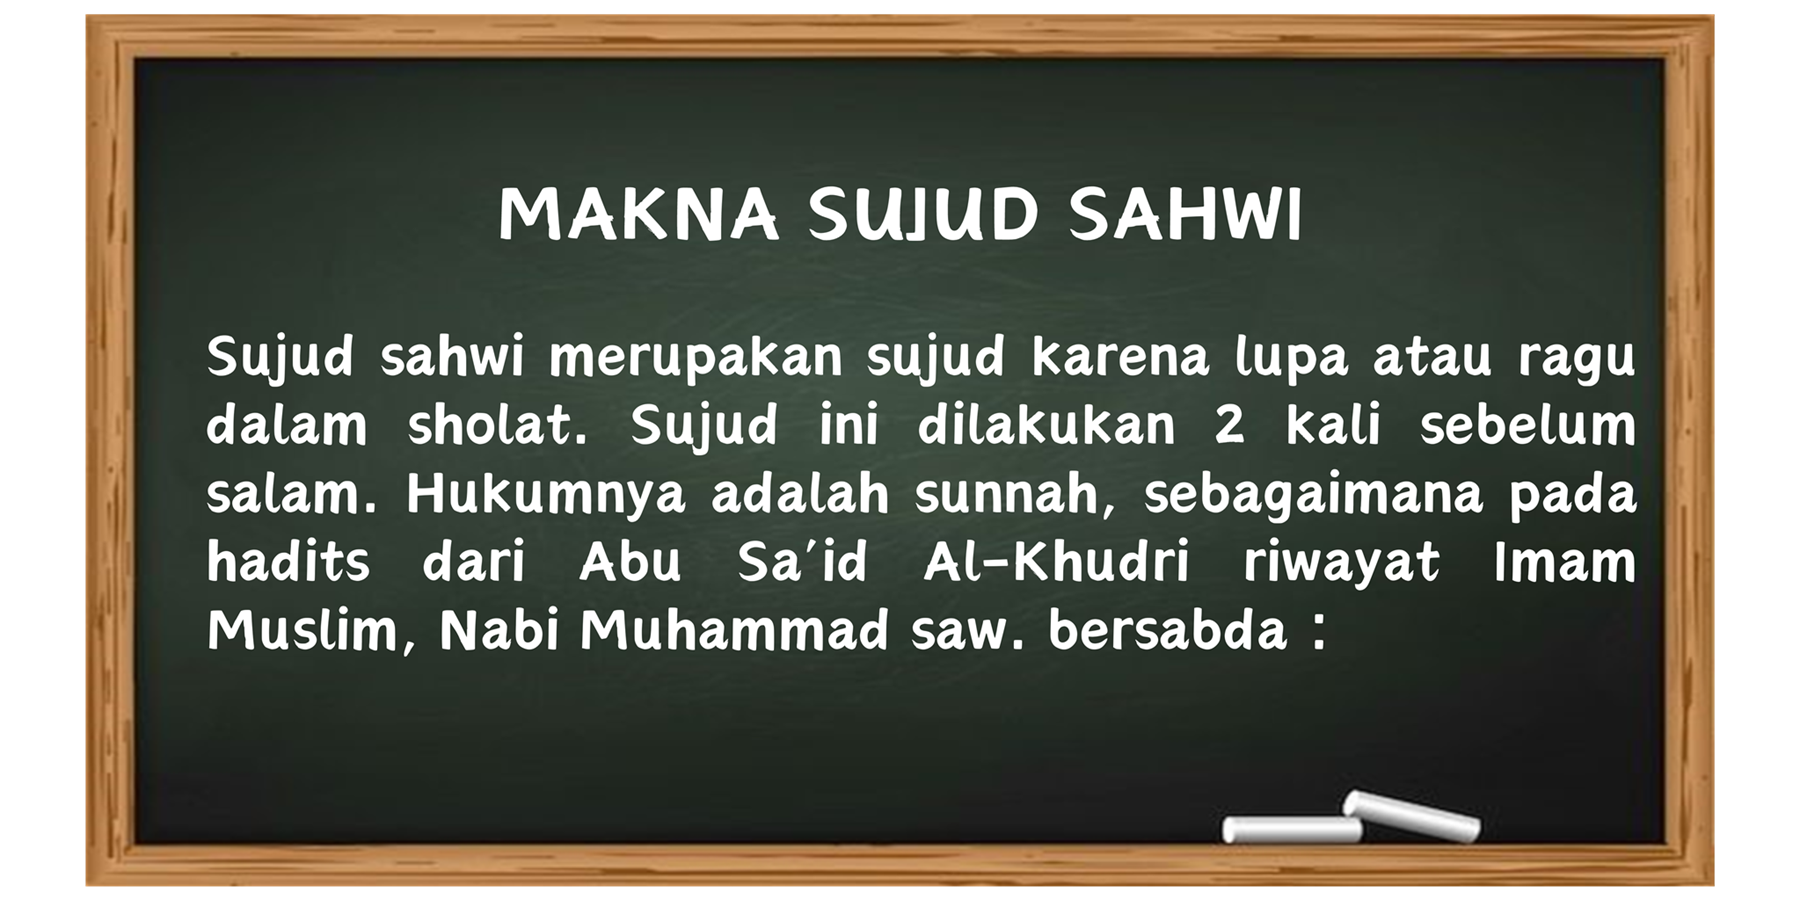 MAKNA SUJUD SAHWI
Sujud sahwi merupakan sujud karena lupa atau ragu
dalam sholat. Sujud ini dilakukan 2 kali sebelum
salam. Hukumnya adalah sunnah, sebagaimana pada
hadits dari Abu Sa'id Al-Khudri riwayat Imam
Muslim, Nabi Muhammad saw. bersabda :